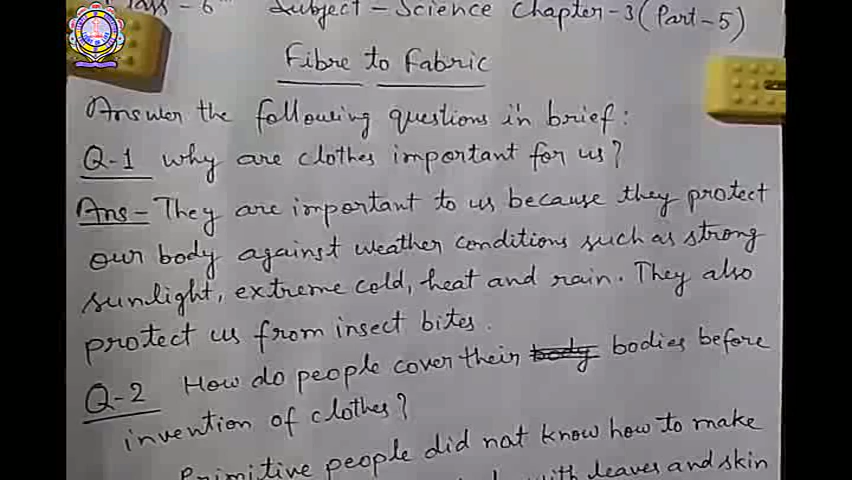 Class - 6th Subject - Science Chapter - 3 (Part - 5)
Fibre to Fabric
Answer the following questions in brief :
Q-1 why are clothes important for us?
Ans - They are important to us because they protect
our body against weather conditions such as strong
sunlight, extreme cold, heat and rain. They also
protect us from insect bites.
Q-2 How do people cover their body bodies before
invention of clothes?
Primitive people did not know how to make
with leaves and skin